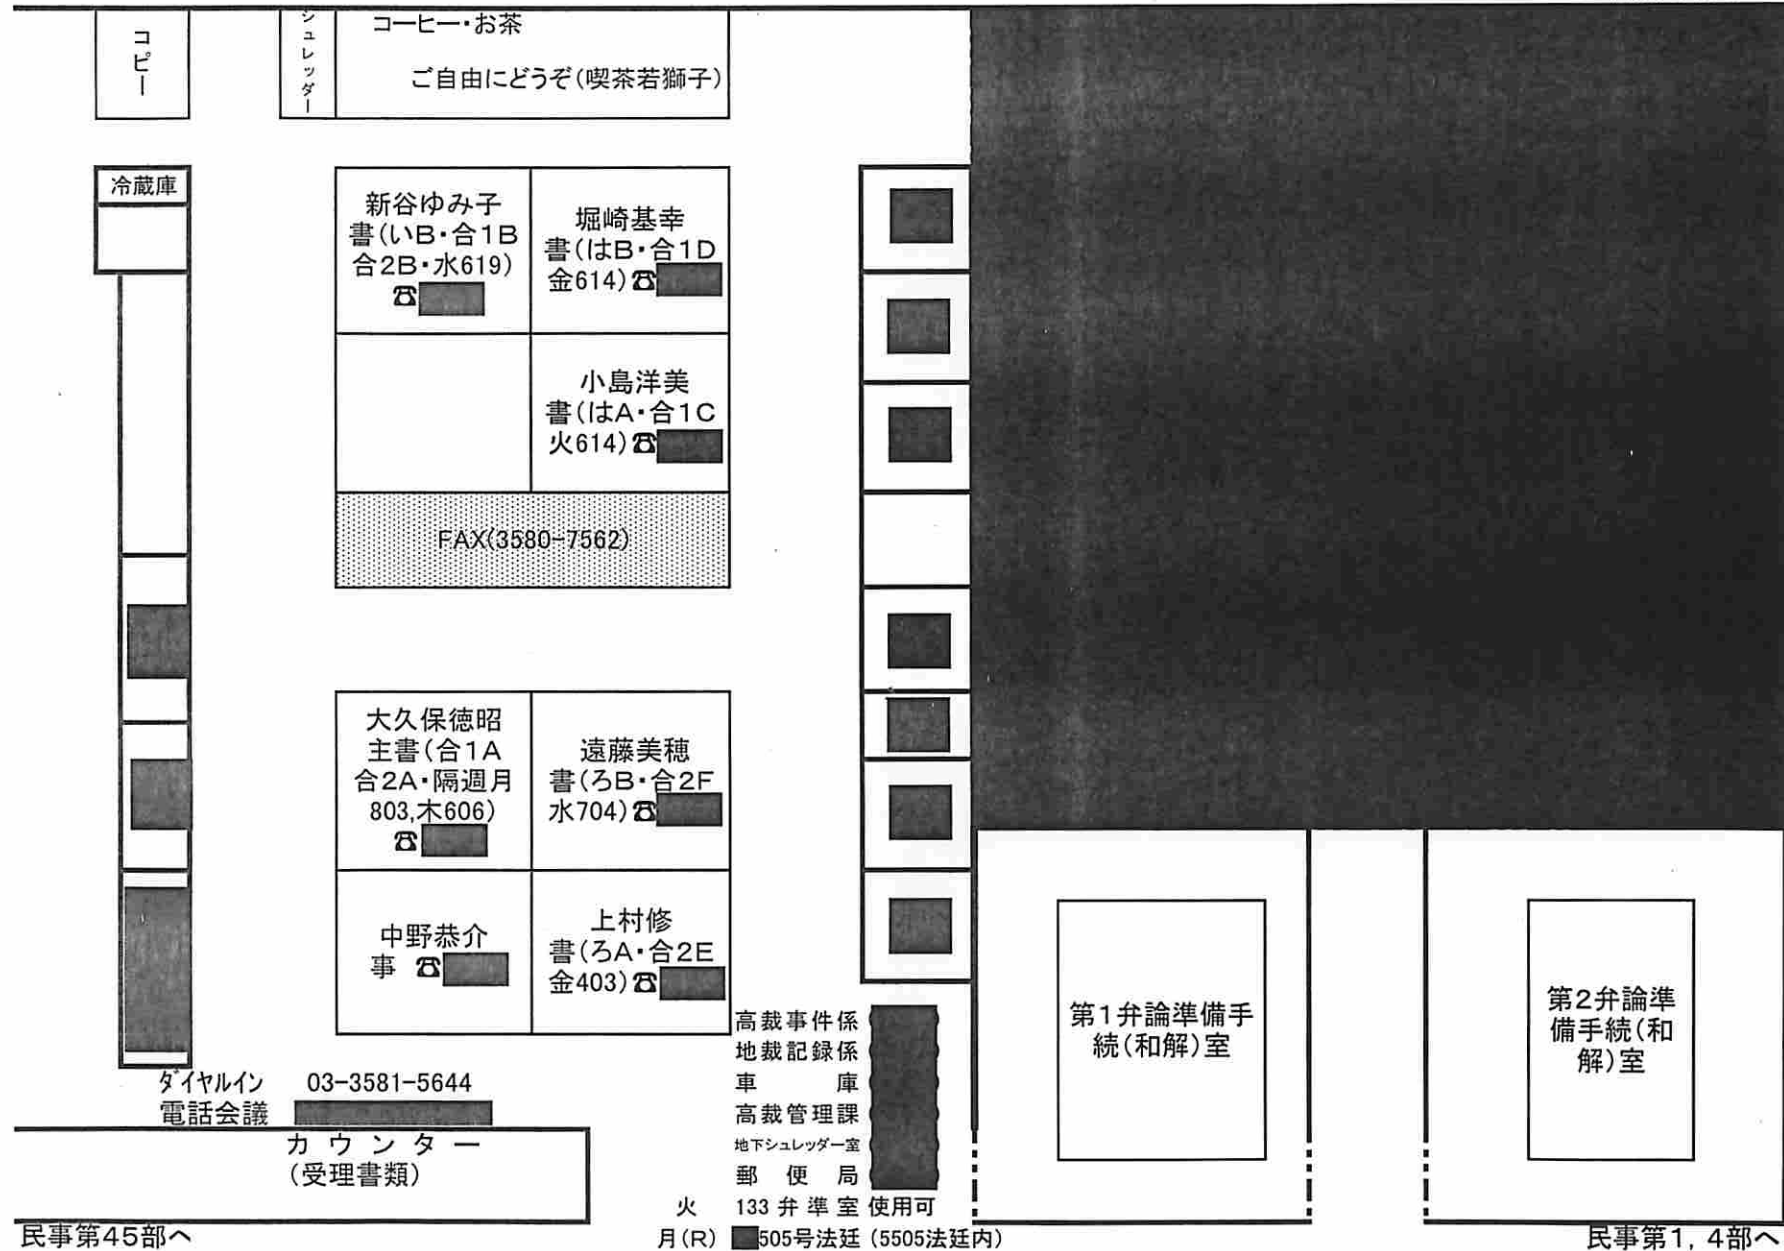 コピー
シュレッダー
コーヒー・お茶
ご自由にどうぞ(喫茶若獅子)
冷蔵庫
新谷ゆみ子
書(いB・合1B
合2B・水619)
☎
堀崎基幸
書(はB・合1D
金614)☎
小島洋美
書(はA・合1C
火614)☎
FAX(3580-7562)
大久保徳昭
主書(合1A
合2A・隔週月
803,木606)
☎
遠藤美穂
書(ろB・合2F
水704)☎
中野恭介
事 ☎
上村修
書(ろA・合2E
金403)☎
高裁事件係
地裁記録係
車庫
高裁管理課
地下シュレッダー室
郵便局
火 133弁準室使用可
月(R) 505号法廷(5505法廷内)
ダイヤルイン 03-3581-5644
電話会議
カウンター
(受理書類)
第1弁論準備手
続(和解)室
第2弁論準
備手続(和
解)室
民事第45部へ
民事第1,4部へ